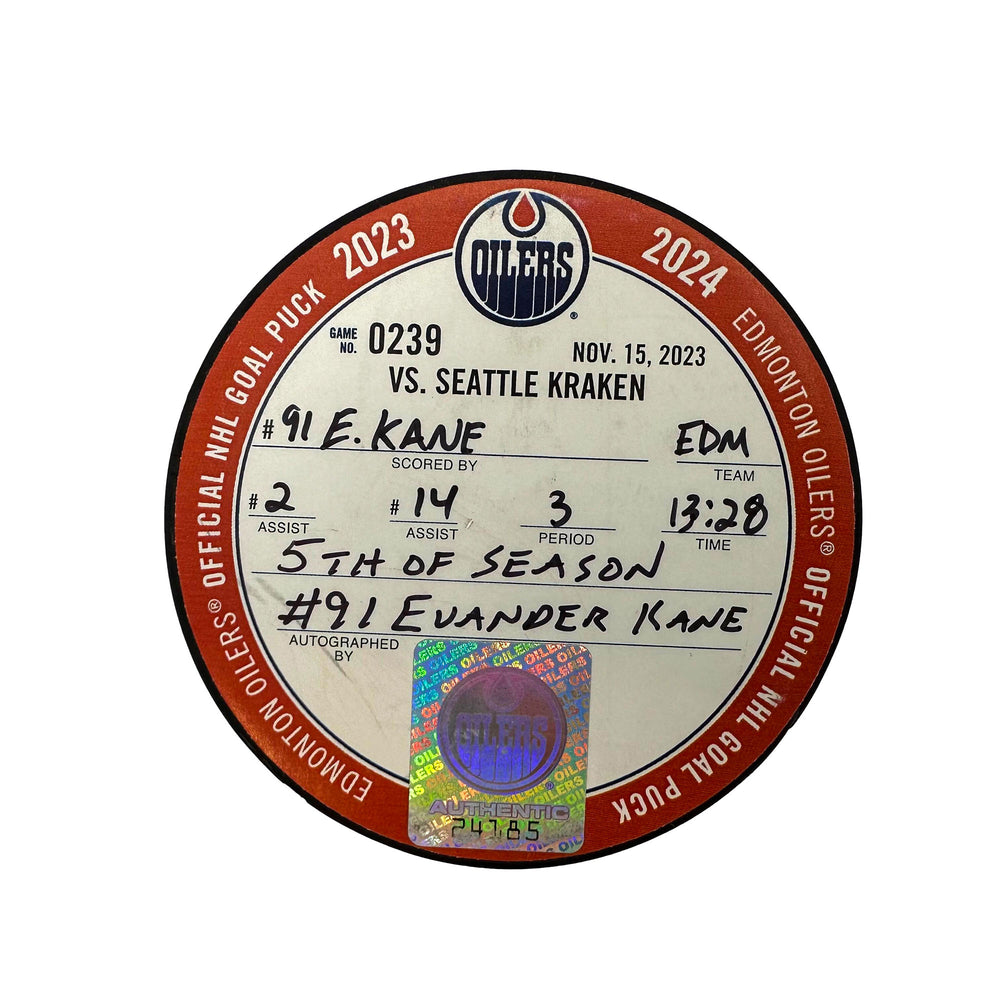 2023
2024
OILERS
EDMONTON OILERS® OFFICIAL NHL GOAL PUCK
EDMONTON OILERS® OFFICIAL NHL GOAL PUCK
GAME NO. 0239
NOV. 15, 2023
VS. SEATTLE KRAKEN
#91 E. KANE EDM
SCORED BY TEAM
#2 #14 3 13:28
ASSIST ASSIST PERIOD TIME
5TH OF SEASON
#91 EVANDER KANE
AUTOGRAPHED
BY
OILERS
AUTHENTIC